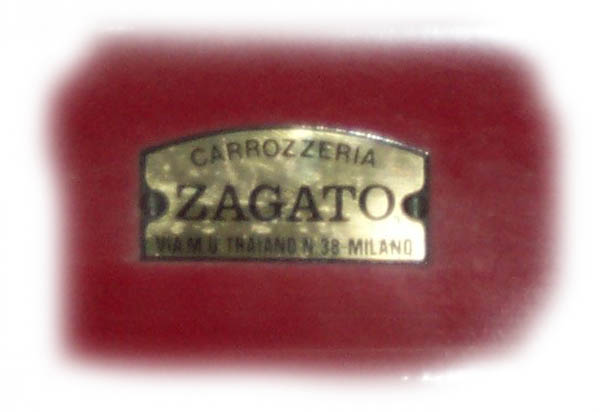 CARROZZERIA
ZAGATO
VIA M U TRAIANO N 38 MILANO